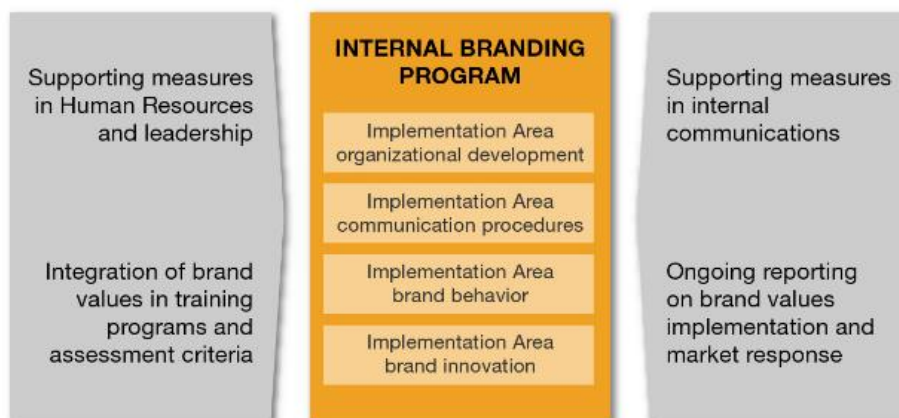 Supporting measures
in Human Resources
and leadership
Integration of brand
values in training
programs and
assessment criteria
INTERNAL BRANDING
PROGRAM
Implementation Area
organizational development
Implementation Area
communication procedures
Implementation Area
brand behavior
Implementation Area
brand innovation
Supporting measures
in internal
communications
Ongoing reporting
on brand values
implementation and
market response